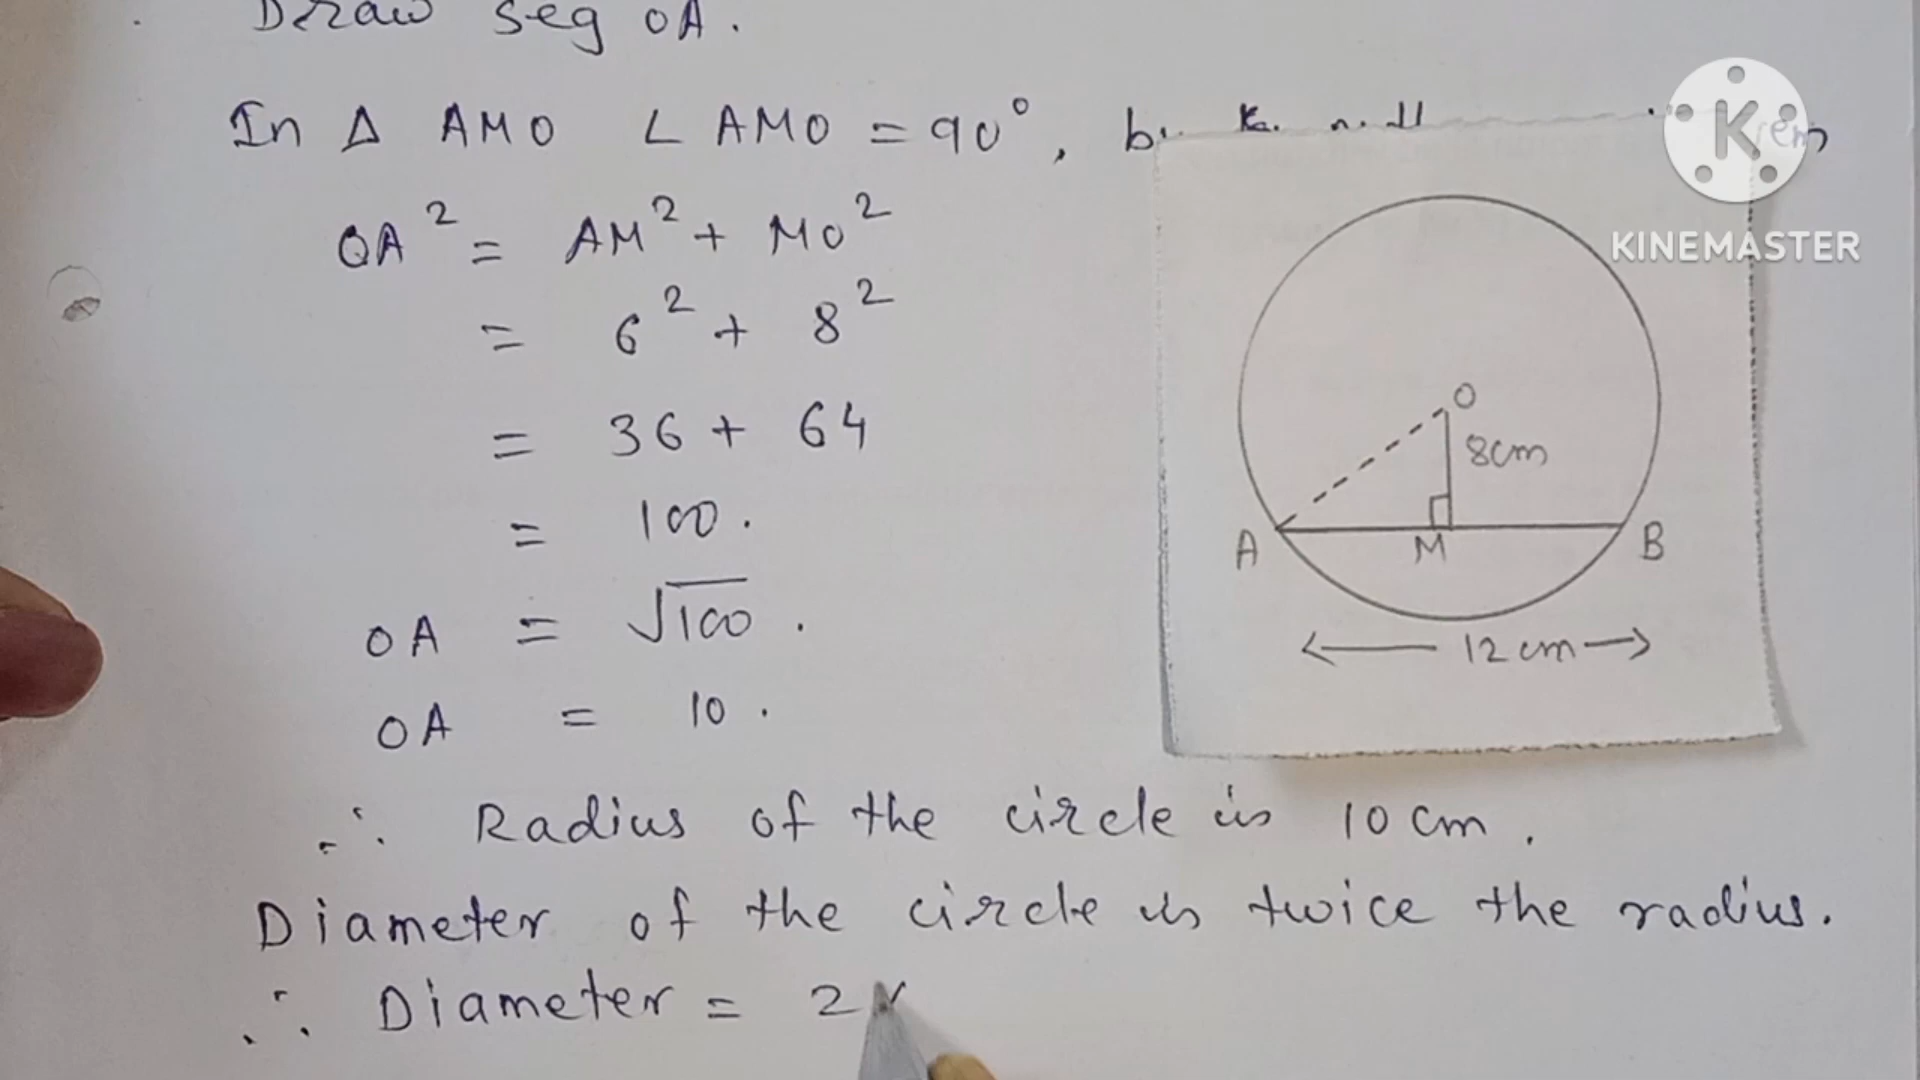 Draw seg OA.
In Δ AMO ∠ AMO = 90°,
OA² = AM² + MO²
= 6² + 8²
= 36 + 64
= 100.
OA = √100.
OA = 10.
∴ Radius of the circle is 10 cm.
Diameter of the circle is twice the radius.
∴ Diameter = 2 ×
K
KINEMASTER
O
8cm
A
M
B
12 cm